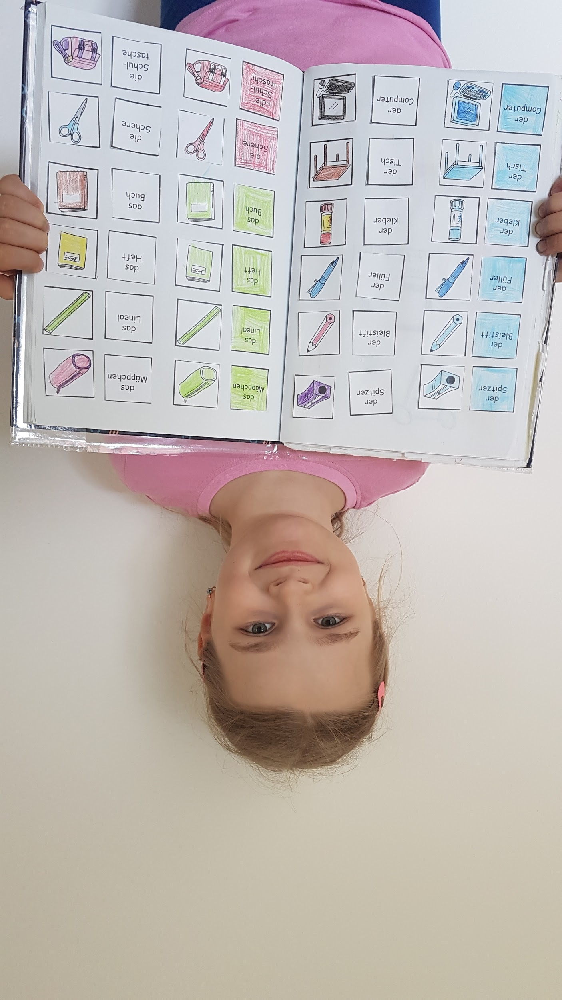 der
Spitzer
der
Spitzer
der
Bleistift
der
Bleistift
der
Füller
der
Füller
der
Kleber
der
Kleber
der
Tisch
der
Tisch
der
Computer
der
Computer
das
Mäppchen
das
Mäppchen
das
Lineal
das
Lineal
das
Heft
das
Heft
das
Buch
das
Buch
die
Schere
die
Schere
die
Schul-
tasche
die
Schul-
tasche